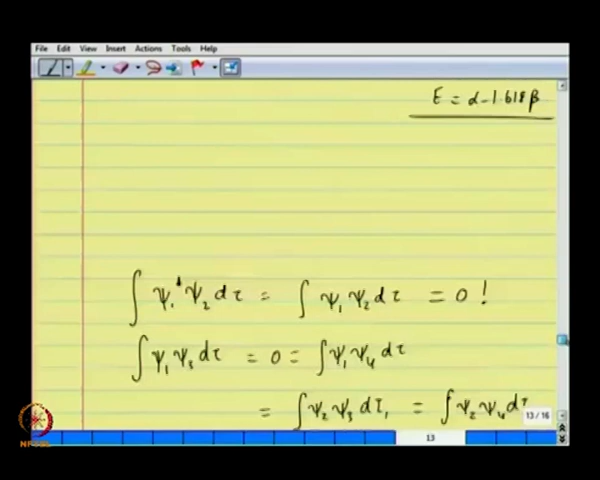 File Edit View Insert Actions Tools Help
E = α-1.618β
∫ψ₁*ψ₂dτ = ∫ψ₁ψ₂dτ = 0 !
∫ψ₁ψ₃dτ = 0 = ∫ψ₁ψ₄dτ
= ∫ψ₂ψ₃dτ, = ∫ψ₂ψ₄dτ
13/16
13
NPTEL